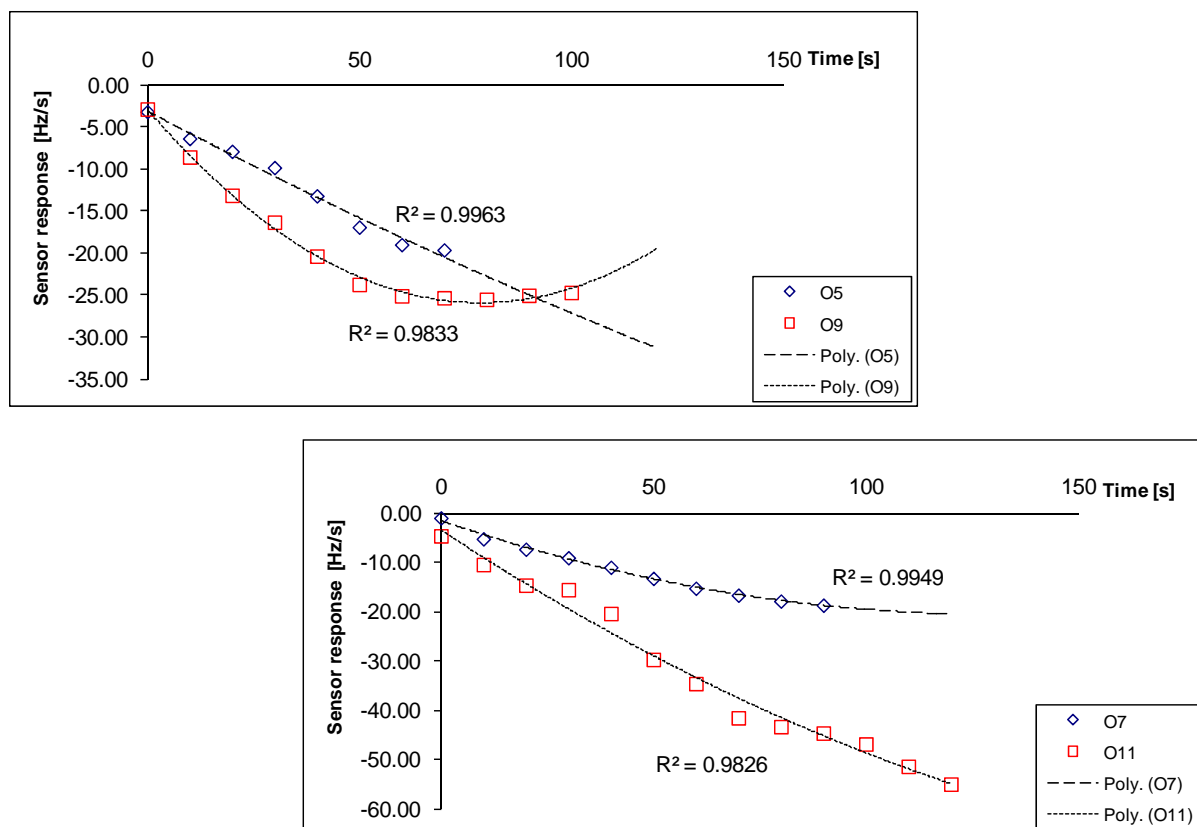 0 50 100 150 Time [s]
0.00
-5.00
-10.00
-15.00
-20.00
-25.00
-30.00
-35.00
Sensor response [Hz/s]
R² = 0.9963
R² = 0.9833
O5
O9
Poly. (O5)
Poly. (O9)
0 50 100 150 Time [s]
0.00
-10.00
-20.00
-30.00
-40.00
-50.00
-60.00
Sensor response [Hz/s]
R² = 0.9949
R² = 0.9826
O7
O11
Poly. (O7)
Poly. (O11)